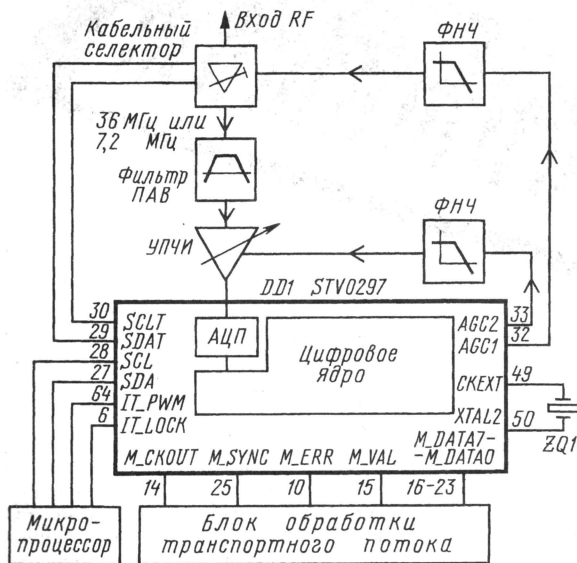 Вход RF
Кабельный
селектор
ФНЧ
36 МГц или
7,2 МГц
Фильтр
ПАВ
ФНЧ
УПЧИ
DD1 STV0297
30 SCLT
29 SDAT
28 SCL
27 SDA
64 IT_PWM
6 IT_LOCK
АЦП
Цифровое
ядро
AGC2 33
AGC1 32
CKEXT 49
XTAL2 50
ZQ1
M_CKOUT M_SYNC M_ERR M_VAL M_DATA7-
-M_DATA0
14 25 10 15 16-23
Микро-
процессор
Блок обработки
транспортного потока